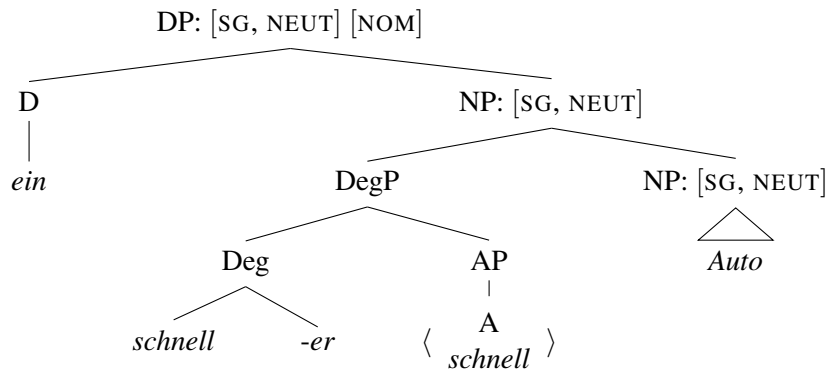 DP: [SG, NEUT] [NOM]
D NP: [SG, NEUT]
ein DegP NP: [SG, NEUT]
Deg AP Auto
schnell -er ⟨ A ⟩
schnell